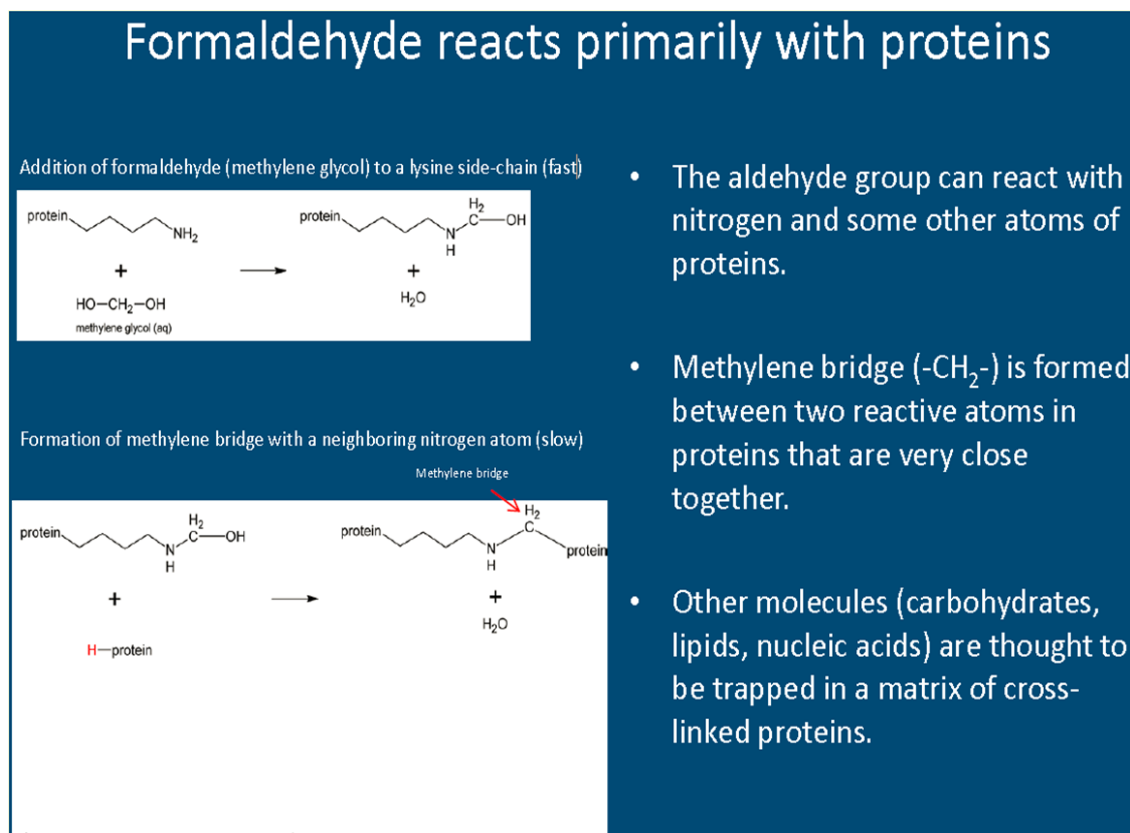 Formaldehyde reacts primarily with proteins
Addition of formaldehyde (methylene glycol) to a lysine side-chain (fast)
protein
NH2
+
HO–CH2–OH
methylene glycol (aq)
protein
N
H
H2
C
OH
+
H2O
Formation of methylene bridge with a neighboring nitrogen atom (slow)
Methylene bridge
protein
N
H
H2
C
OH
+
H–protein
protein
N
H
H2
C
protein
+
H2O
• The aldehyde group can react with
nitrogen and some other atoms of
proteins.
• Methylene bridge (-CH2-) is formed
between two reactive atoms in
proteins that are very close
together.
• Other molecules (carbohydrates,
lipids, nucleic acids) are thought to
be trapped in a matrix of cross-
linked proteins.